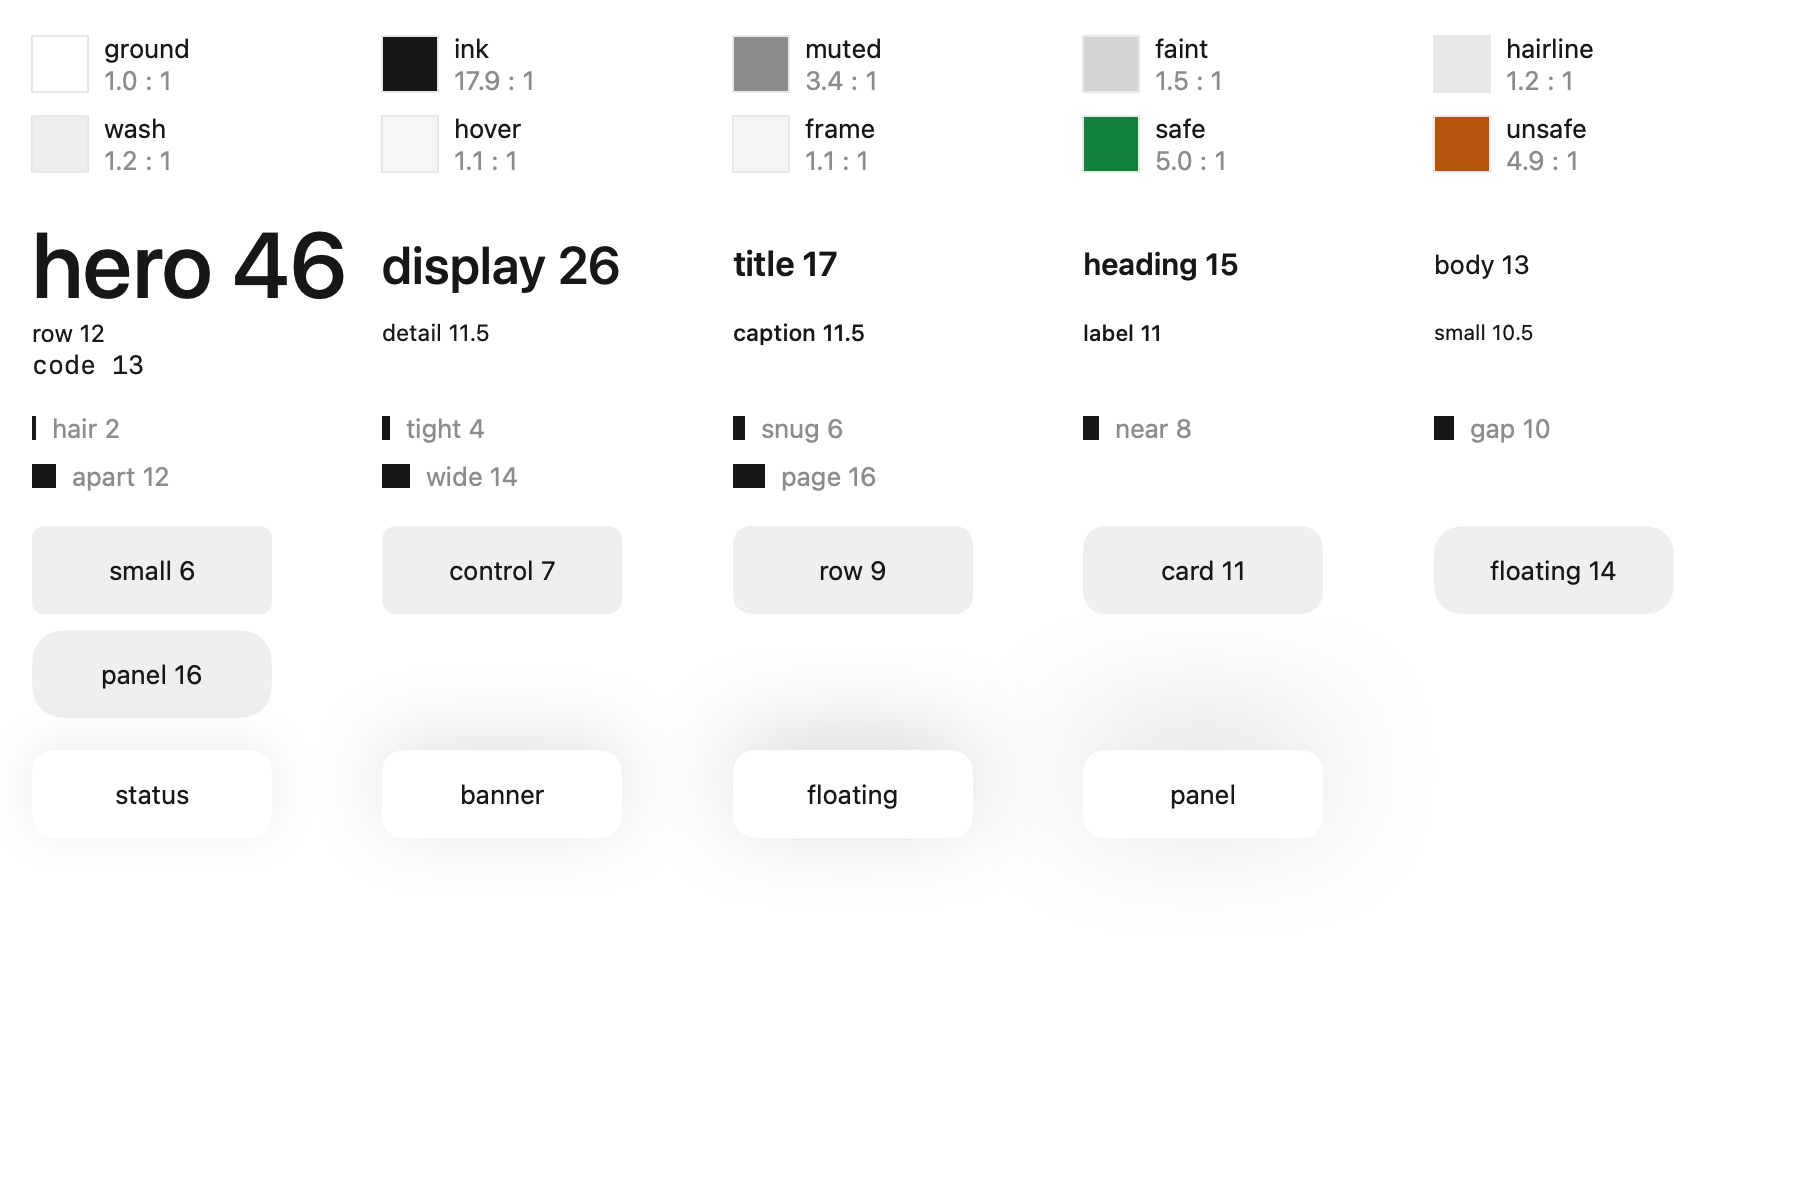 ground
1.0 : 1
ink
17.9 : 1
muted
3.4 : 1
faint
1.5 : 1
hairline
1.2 : 1
wash
1.2 : 1
hover
1.1 : 1
frame
1.1 : 1
safe
5.0 : 1
unsafe
4.9 : 1
hero 46
display 26
title 17
heading 15
body 13
row 12
detail 11.5
caption 11.5
label 11
small 10.5
code 13
hair 2
tight 4
snug 6
near 8
gap 10
apart 12
wide 14
page 16
small 6
control 7
row 9
card 11
floating 14
panel 16
status
banner
floating
panel